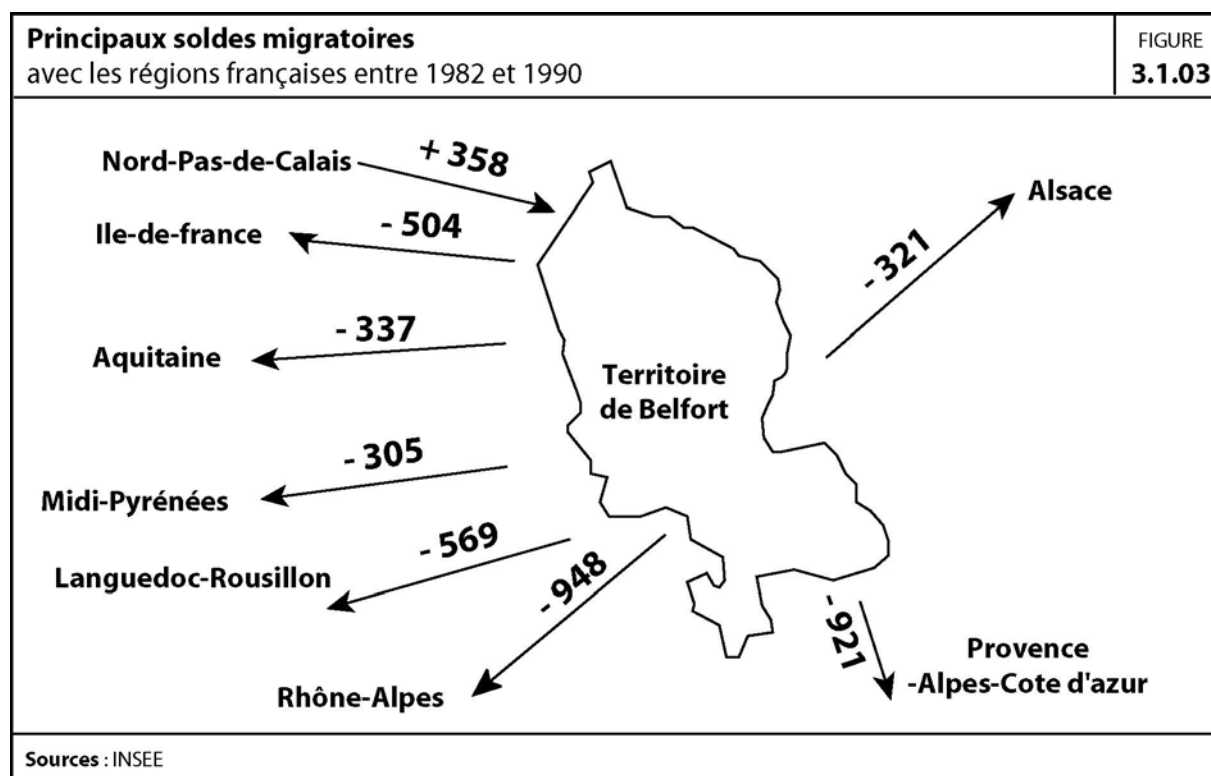 Principaux soldes migratoires
avec les régions françaises entre 1982 et 1990
FIGURE
3.1.03
Nord-Pas-de-Calais
+ 358
Ile-de-france
- 504
Alsace
- 321
Aquitaine
- 337
Territoire
de Belfort
Midi-Pyrénées
- 305
Languedoc-Rousillon
- 569
Rhône-Alpes
- 948
- 921
Provence
-Alpes-Cote d'azur
Sources : INSEE